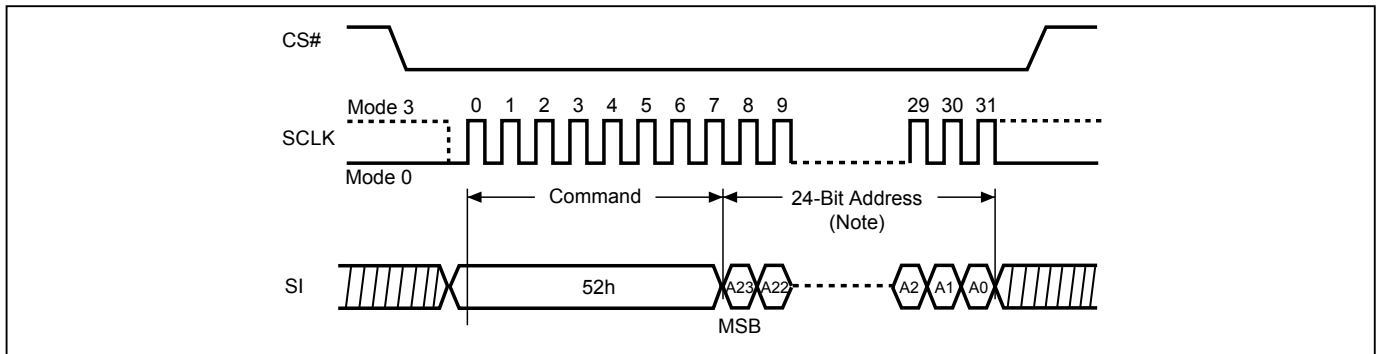 CS#
Mode 3
0 1 2 3 4 5 6 7 8 9 29 30 31
SCLK
Mode 0
Command
24-Bit Address
(Note)
SI
52h
A23 A22 A2 A1 A0
MSB